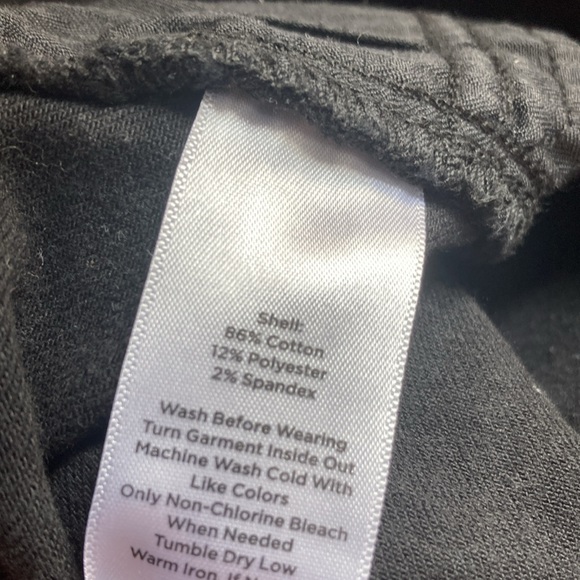 Shell:
86% Cotton
12% Polyester
2% Spandex
Wash Before Wearing
Turn Garment Inside Out
Machine Wash Cold With
Like Colors
Only Non-Chlorine Bleach
When Needed
Tumble Dry Low
Warm Iron, If